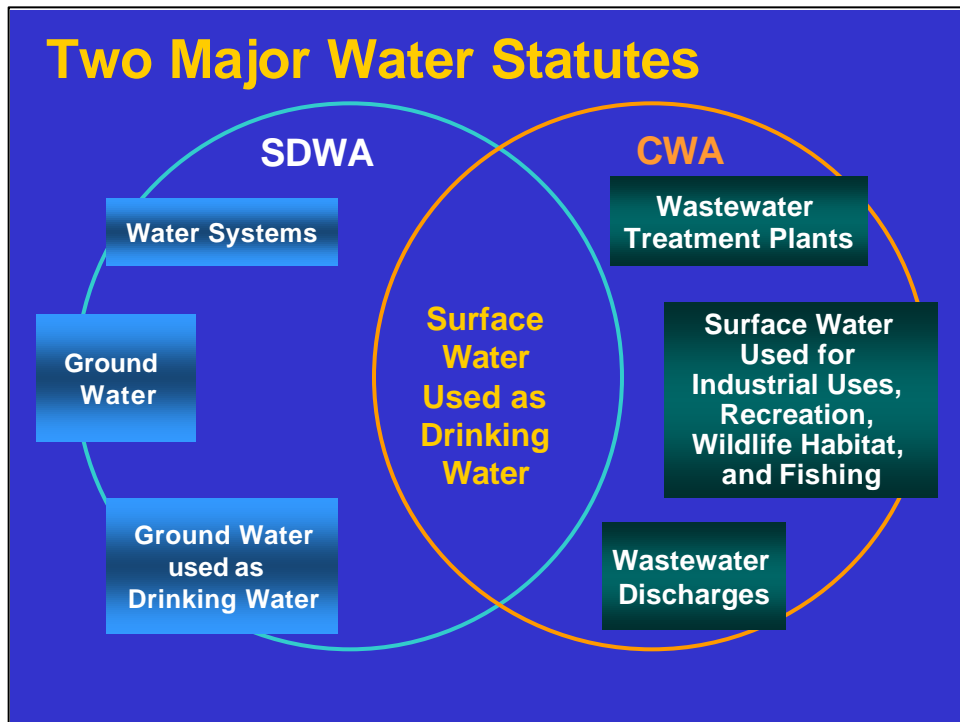 Two Major Water Statutes
SDWA
Water Systems
Ground
Water
Ground Water
used as
Drinking Water
Surface
Water
Used as
Drinking
Water
CWA
Wastewater
Treatment Plants
Surface Water
Used for
Industrial Uses,
Recreation,
Wildlife Habitat,
and Fishing
Wastewater
Discharges